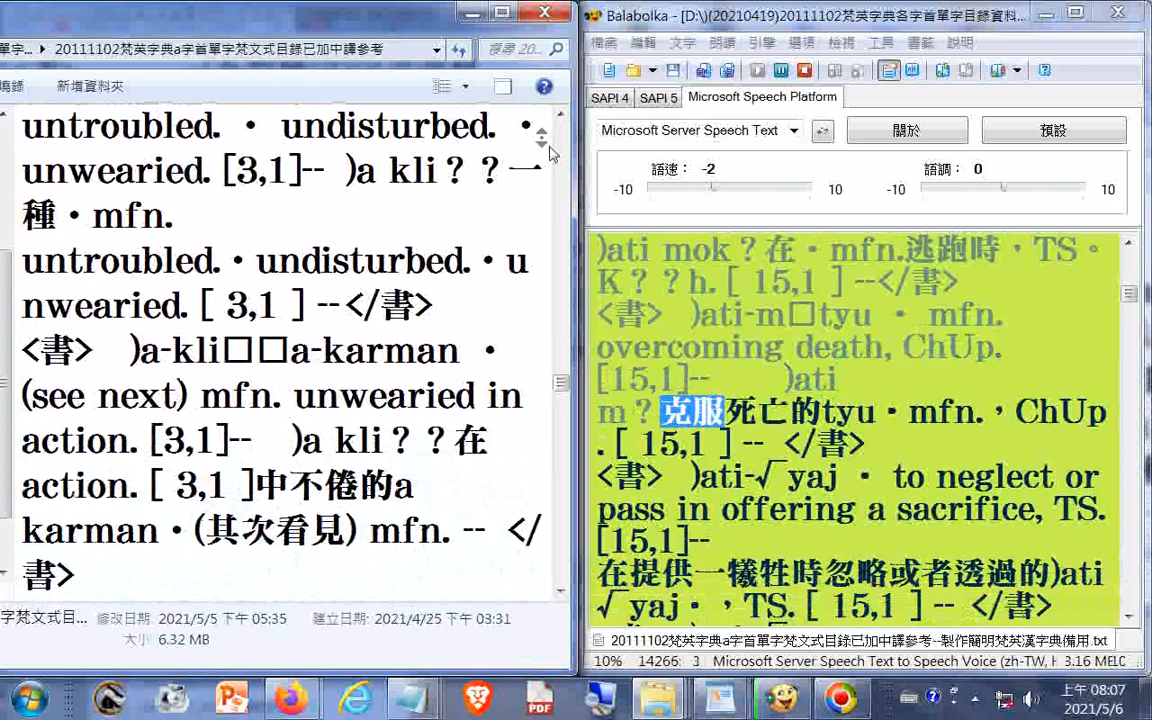 單字... ▸ 20111102梵英字典a字首單字梵文式目錄已加中譯參考
搜尋 20...
燒錄 新增資料夾
untroubled. • undisturbed. •
unwearied. [3,1]-- )a kli？？一
種•mfn.
untroubled.•undisturbed.•u
nwearied. [ 3,1 ] --</書>
<書> )a-kli□□a-karman •
(see next) mfn. unwearied in
action. [3,1]-- )a kli？？在
action. [ 3,1 ]中不倦的a
karman•(其次看見) mfn. -- </
書>
字梵文式目... 修改日期: 2021/5/5 下午 05:35 建立日期: 2021/4/25 下午 03:31
大小: 6.32 MB
Balabolka - [D:\)(20210419)20111102梵英字典各字首單字目錄資料...
檔案 編輯 文字 朗讀 引擎 選項 檢視 工具 書籤 說明
SAPI 4 SAPI 5 Microsoft Speech Platform
Microsoft Server Speech Text 關於 預設
語速: -2 語調: 0
-10 10 -10 10
)ati mok？在•mfn.逃跑時，TS。
K？？h. [ 15,1 ] --</書>
<書> )ati-m□tyu • mfn.
overcoming death, ChUp.
[15,1]-- )ati
m？克服死亡的tyu•mfn.，ChUp
. [ 15,1 ] -- </書>
<書> )ati-√yaj • to neglect or
pass in offering a sacrifice, TS.
[15,1]--
在提供一犧牲時忽略或者透過的)ati
√yaj•，TS. [ 15,1 ] -- </書>
20111102梵英字典a字首單字梵文式目錄已加中譯參考--製作簡明梵英漢字典備用.txt
10% 14266: 3 Microsoft Server Speech Text to Speech Voice (zh-TW, H 3.16 MB
PDF
上午 08:07
2021/5/6